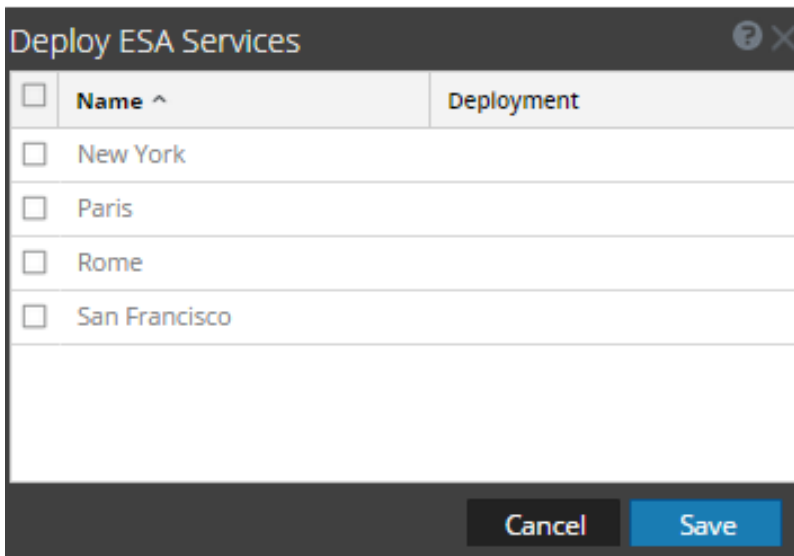 Deploy ESA Services
Name Deployment
New York
Paris
Rome
San Francisco
Cancel Save